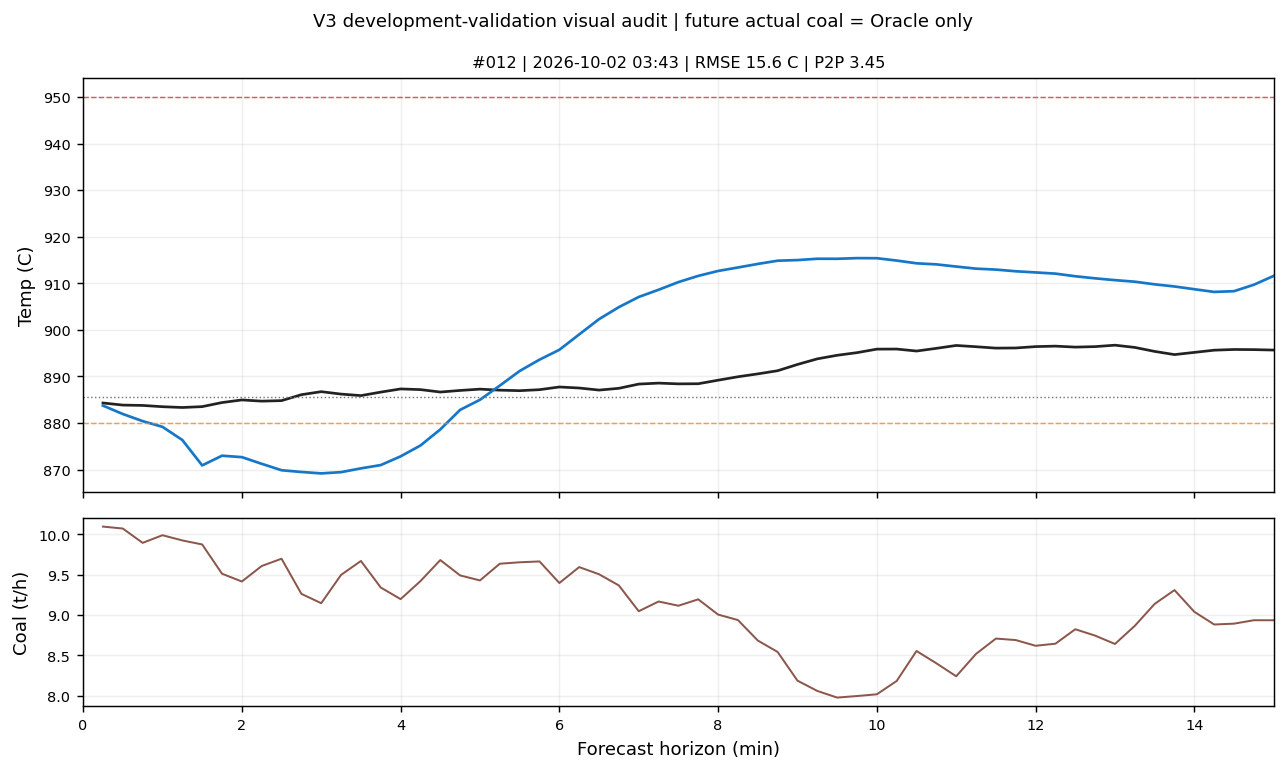 V3 development-validation visual audit | future actual coal = Oracle only
#012 | 2026-10-02 03:43 | RMSE 15.6 C | P2P 3.45
950
940
930
920
910
900
890
880
870
Temp (C)
10.0
9.5
9.0
8.5
8.0
Coal (t/h)
0 2 4 6 8 10 12 14
Forecast horizon (min)